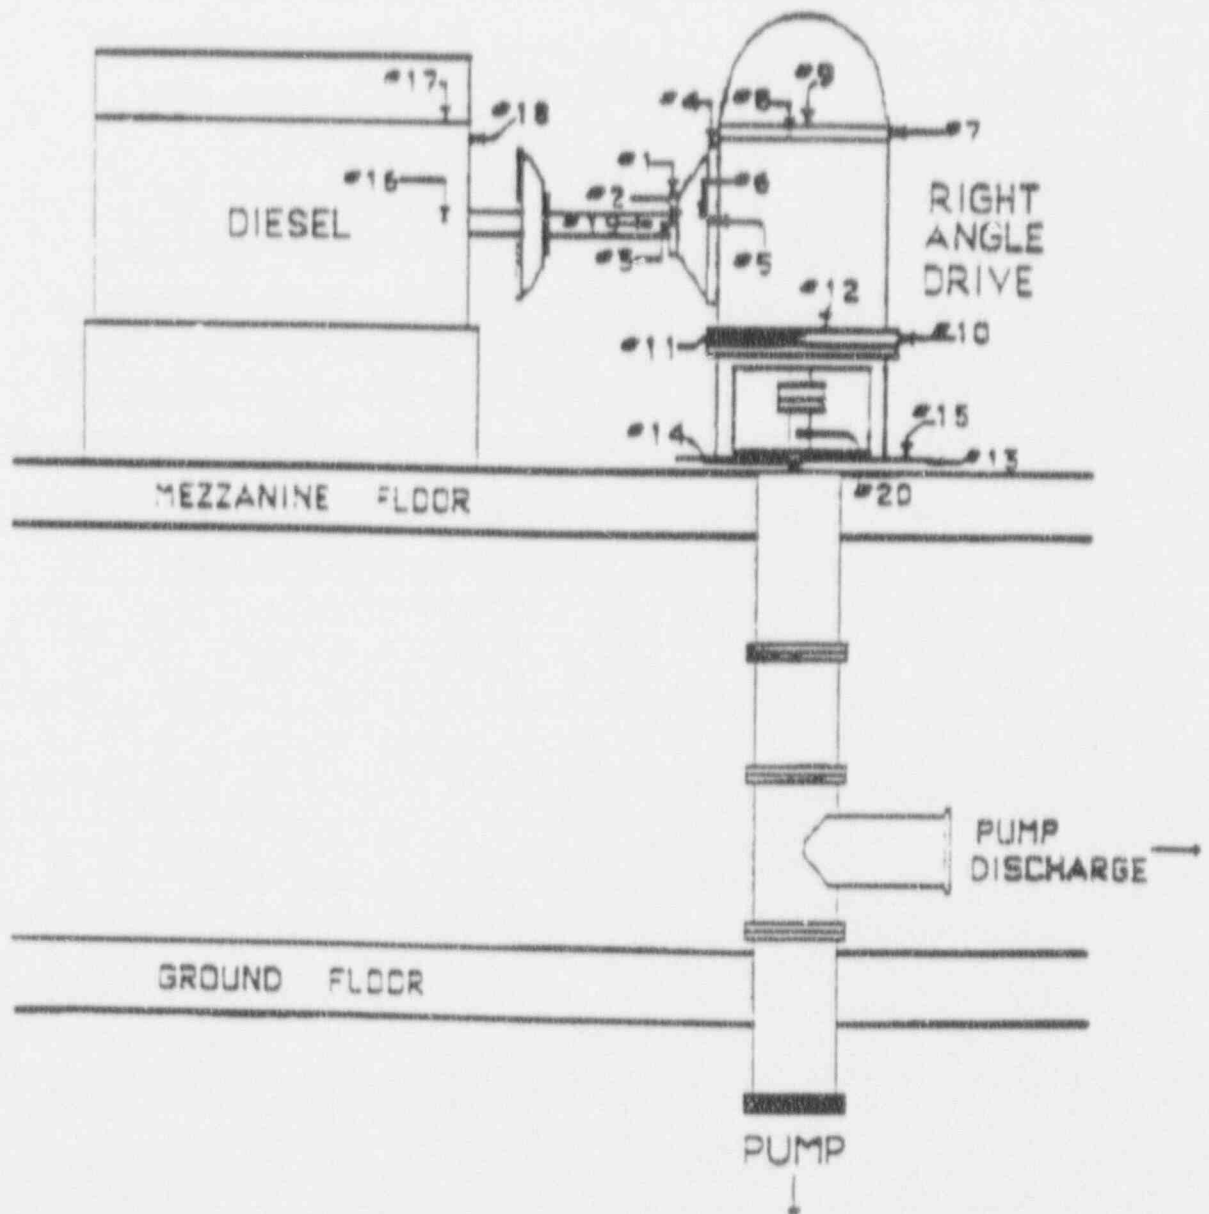 #17
#9
#4
#8
#18
#7
#1
#16
#2
#6
RIGHT
ANGLE
DRIVE
DIESEL
#19
#3
#5
#12
#11
#10
#14
#15
#13
MEZZANINE FLOOR
#20
PUMP
DISCHARGE
GROUND FLOOR
PUMP